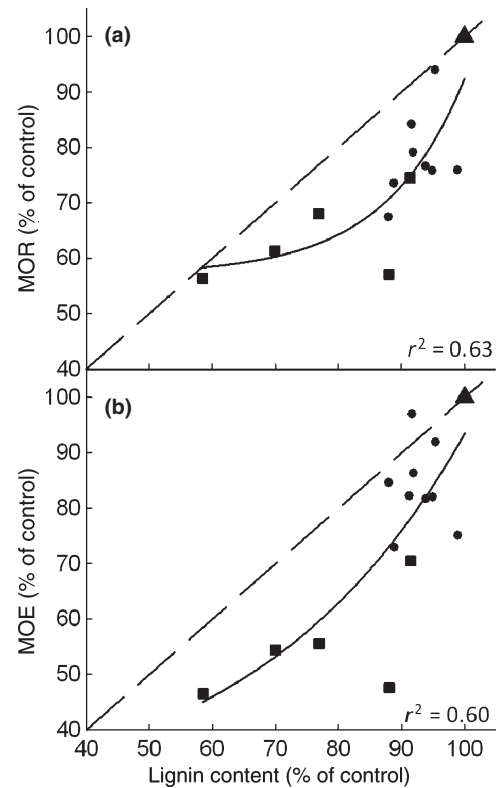 (a)
100
90
80
70
60
50
40
MOR (% of control)
r² = 0.63
(b)
100
90
80
70
60
50
40
MOE (% of control)
r² = 0.60
40 50 60 70 80 90 100
Lignin content (% of control)